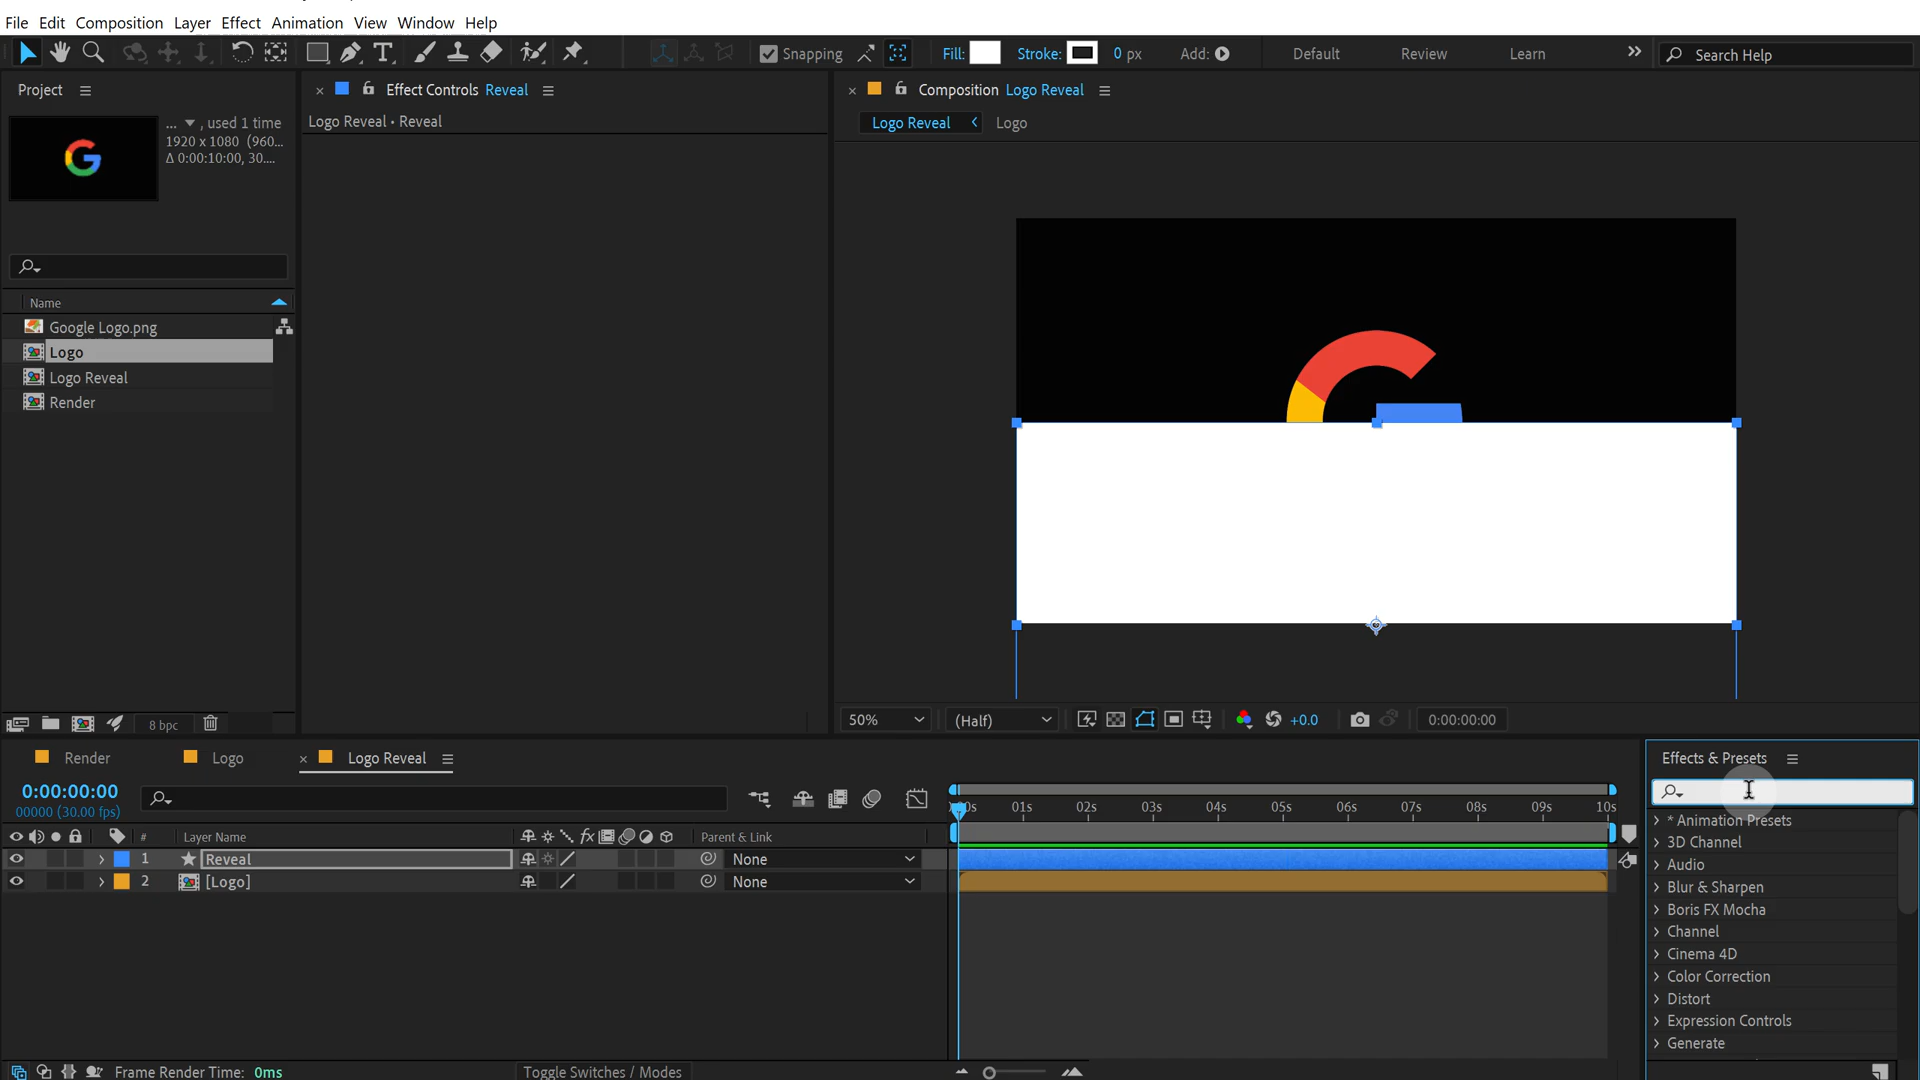 File Edit Composition Layer Effect Animation View Window Help
Snapping Fill: Stroke: 0 px Add: Default Review Learn Search Help
Project
... , used 1 time
1920 x 1080 (960...
Δ 0:00:10:00, 30....
Name
Google Logo.png
Logo
Logo Reveal
Render
8 bpc
Effect Controls Reveal
Logo Reveal • Reveal
Composition Logo Reveal
Logo Reveal Logo
50% (Half) +0.0 0:00:00:00
Render Logo Logo Reveal
0:00:00:00
00000 (30.00 fps)
01s 02s 03s 04s 05s 06s 07s 08s 09s 10s
# Layer Name fx Parent & Link
1 Reveal None
2 [Logo] None
Frame Render Time: 0ms Toggle Switches / Modes
Effects & Presets
* Animation Presets
3D Channel
Audio
Blur & Sharpen
Boris FX Mocha
Channel
Cinema 4D
Color Correction
Distort
Expression Controls
Generate